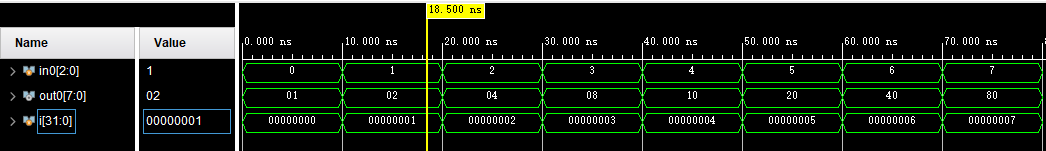 18.500 ns
Name Value
0.000 ns 10.000 ns 20.000 ns 30.000 ns 40.000 ns 50.000 ns 60.000 ns 70.000 ns
in0[2:0] 1 0 1 2 3 4 5 6 7
out0[7:0] 02 01 02 04 08 10 20 40 80
i[31:0] 00000001 00000000 00000001 00000002 00000003 00000004 00000005 00000006 00000007